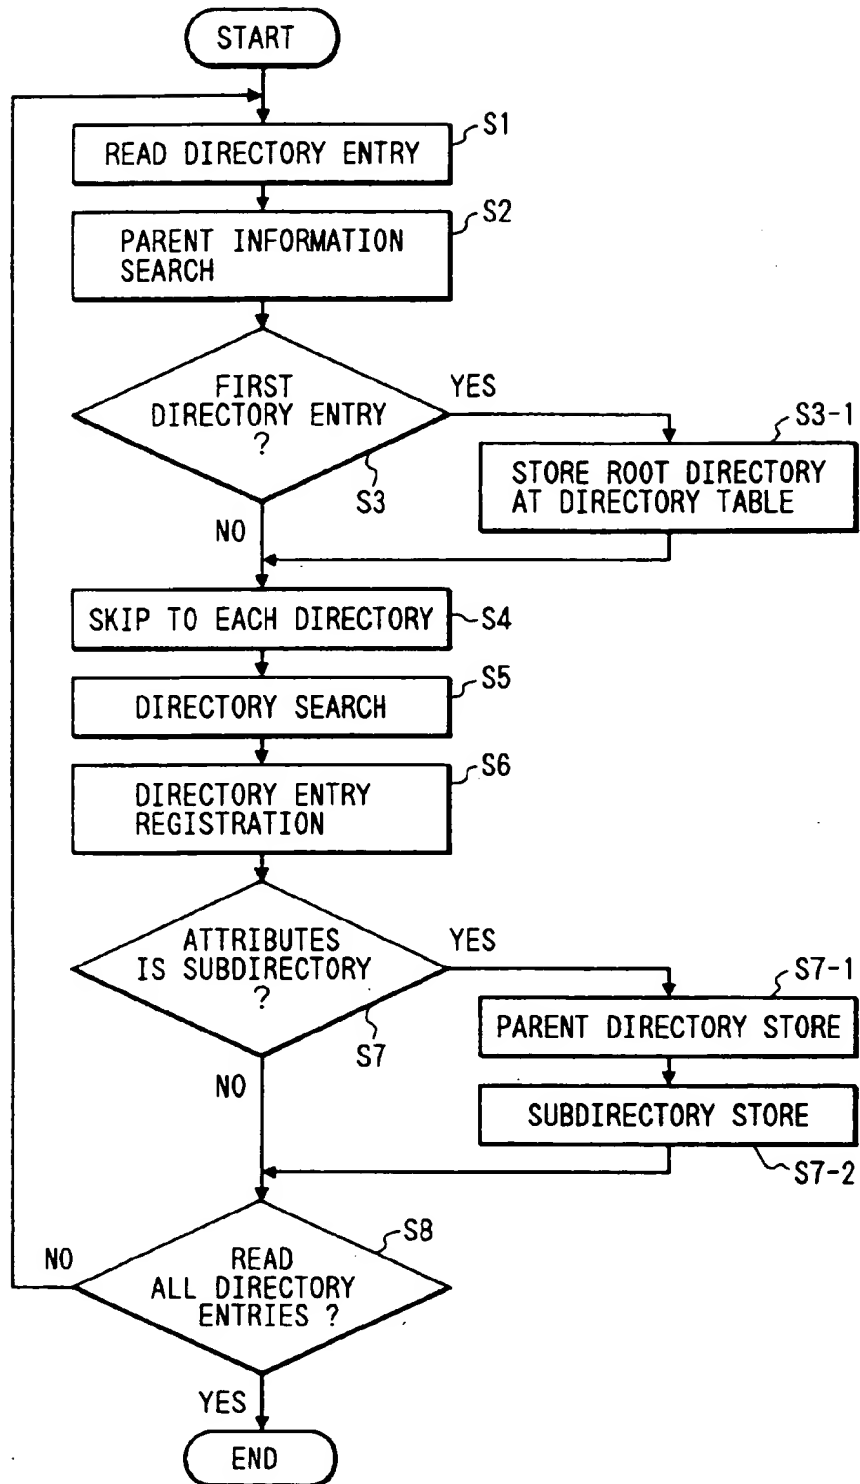 START
READ DIRECTORY ENTRY
S1
PARENT INFORMATION
SEARCH
S2
FIRST
DIRECTORY ENTRY
?
S3
YES
NO
STORE ROOT DIRECTORY
AT DIRECTORY TABLE
S3-1
SKIP TO EACH DIRECTORY
S4
DIRECTORY SEARCH
S5
DIRECTORY ENTRY
REGISTRATION
S6
ATTRIBUTES
IS SUBDIRECTORY
?
S7
YES
NO
PARENT DIRECTORY STORE
S7-1
SUBDIRECTORY STORE
S7-2
READ
ALL DIRECTORY
ENTRIES ?
S8
NO
YES
END